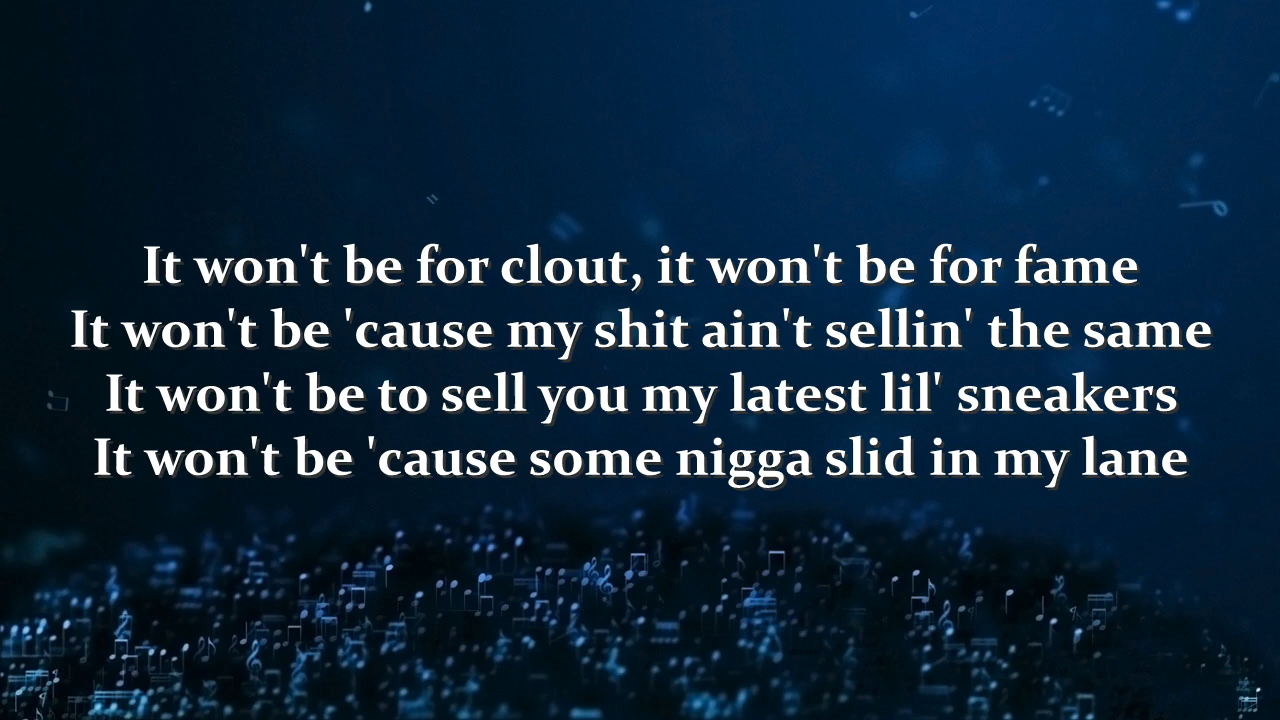 It won't be for clout, it won't be for fame
It won't be 'cause my shit ain't sellin' the same
It won't be to sell you my latest lil' sneakers
It won't be 'cause some nigga slid in my lane